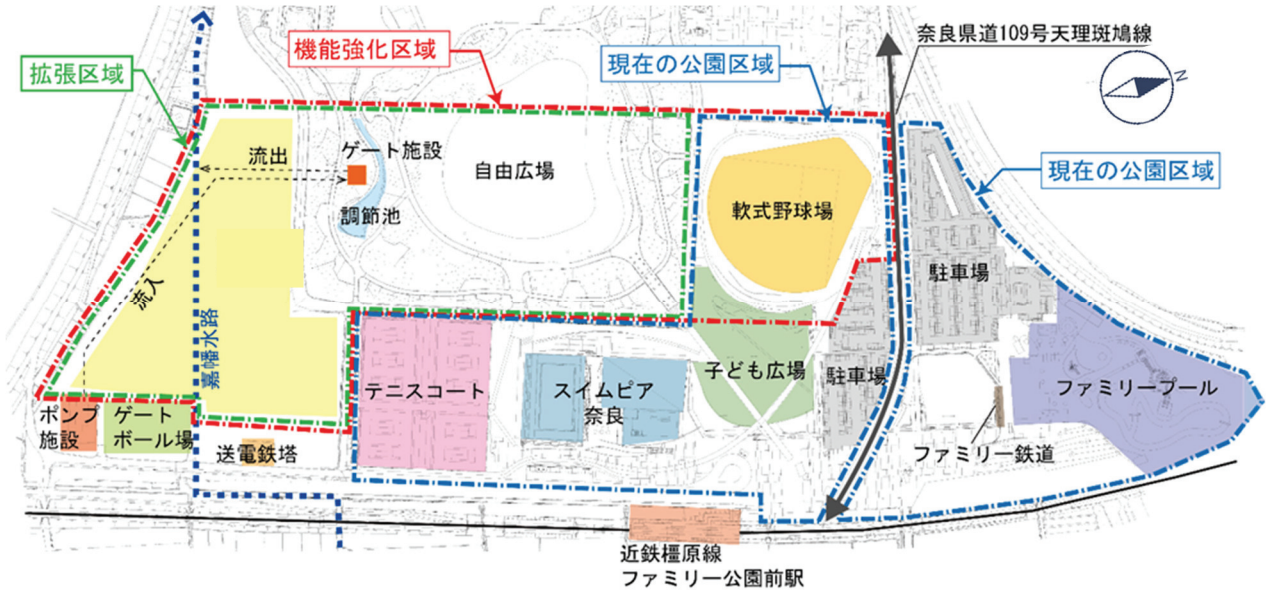 奈良県道109号天理斑鳩線
機能強化区域
現在の公園区域
拡張区域
N
流出
ゲート施設
自由広場
現在の公園区域
調節池
軟式野球場
駐車場
流入
嘉幡水路
テニスコート
スイムピア
奈良
子ども広場
駐車場
ファミリープール
ポンプ
施設
ゲート
ボール場
送電鉄塔
ファミリー鉄道
近鉄橿原線
ファミリー公園前駅